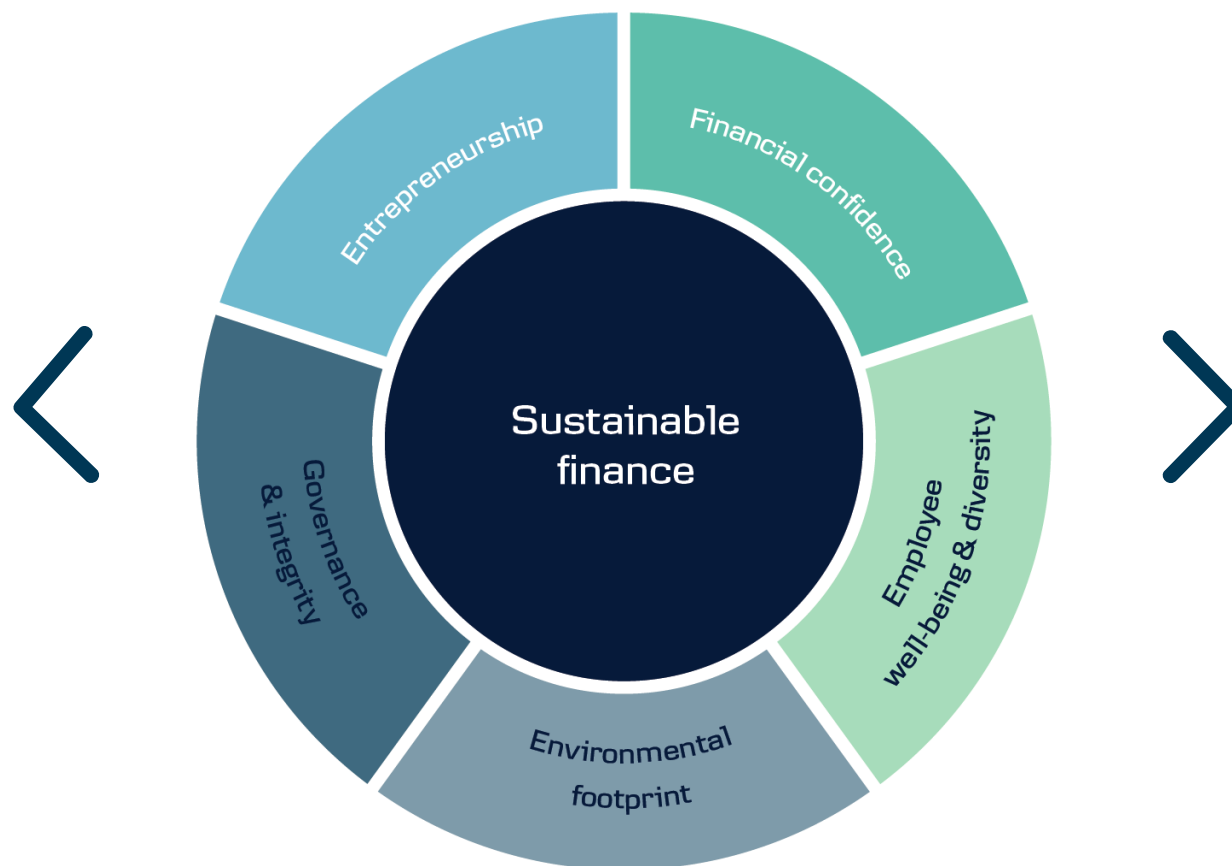 Entrepreneurship
Financial confidence
Sustainable
finance
Governance
& integrity
Employee
well-being & diversity
Environmental
footprint